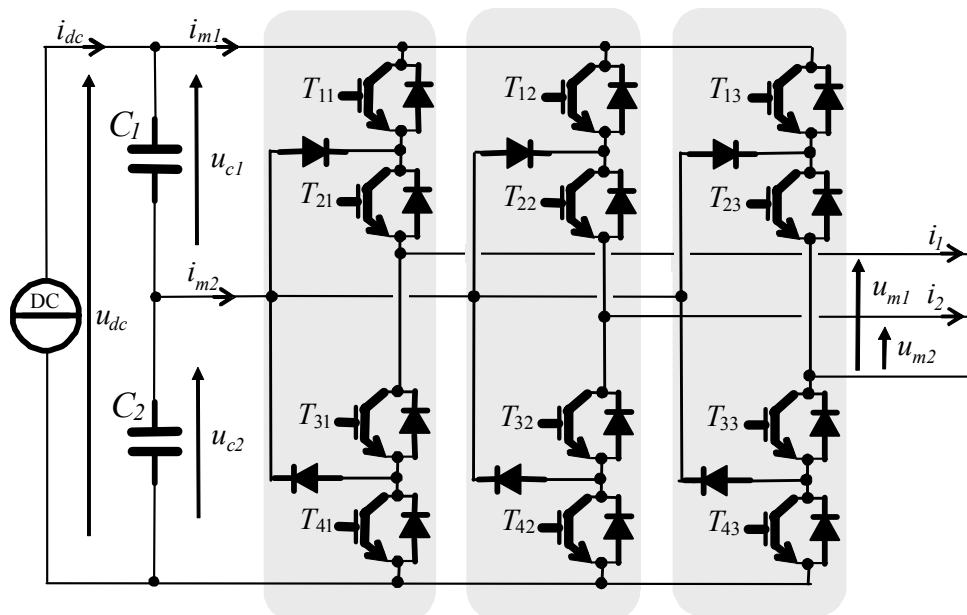 i_dc i_m1
T_11 T_12 T_13
C_1
u_c1
T_21 T_22 T_23
i_1
i_m2
DC
u_dc
u_m1 i_2
u_m2
C_2
u_c2
T_31 T_32 T_33
T_41 T_42 T_43